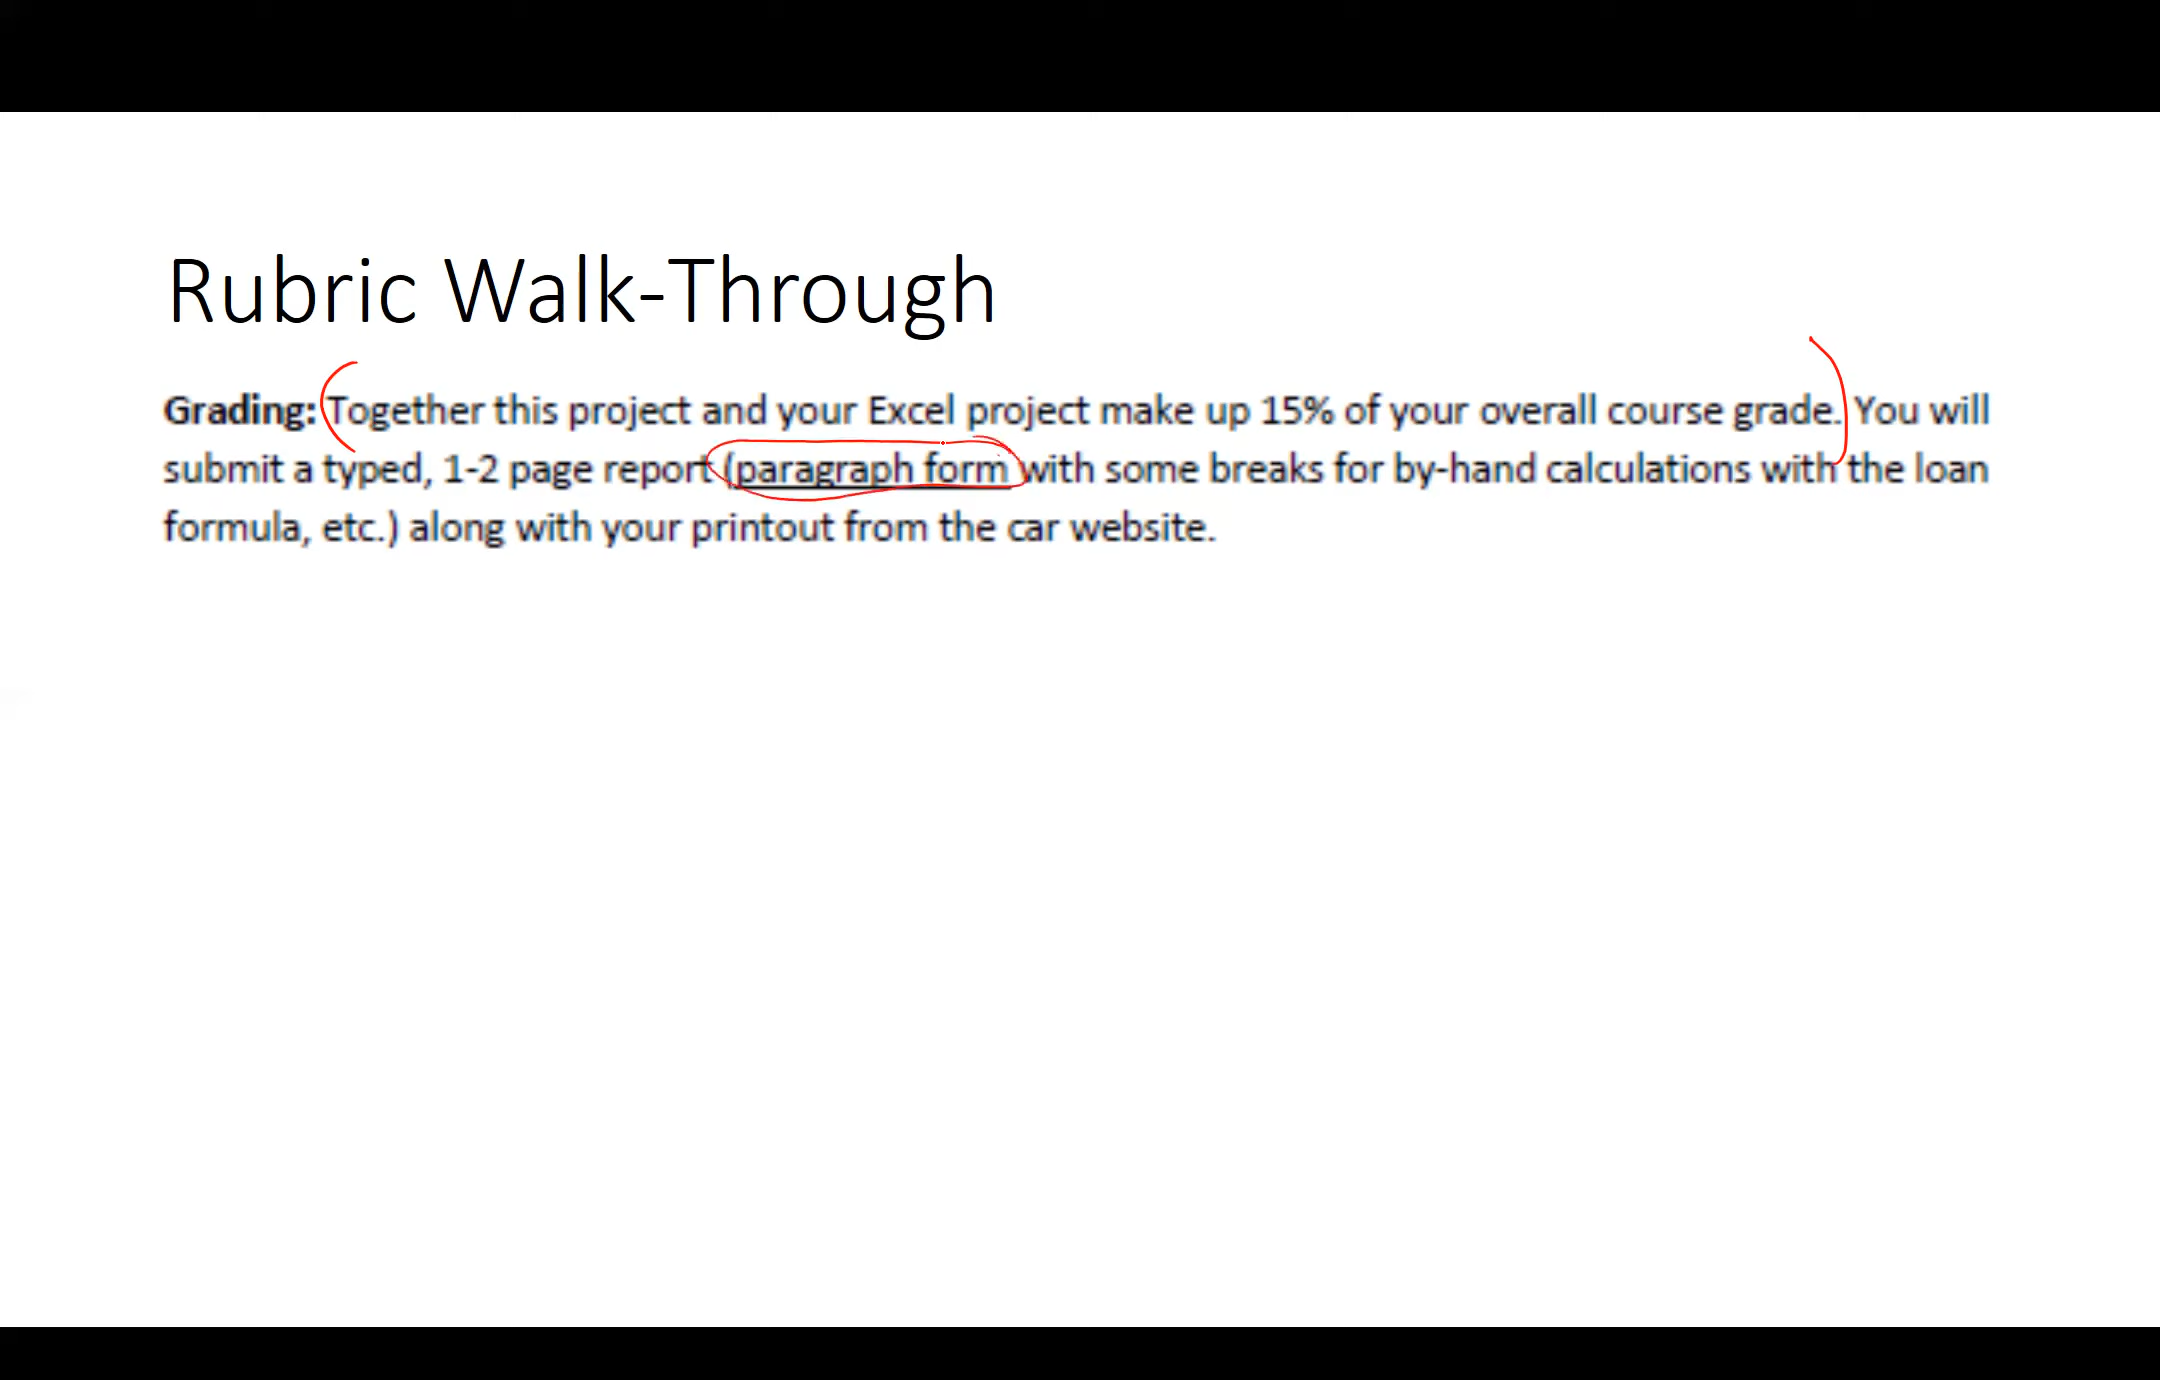 Rubric Walk-Through
Grading: Together this project and your Excel project make up 15% of your overall course grade. You will
submit a typed, 1-2 page report (paragraph form with some breaks for by-hand calculations with the loan
formula, etc.) along with your printout from the car website.